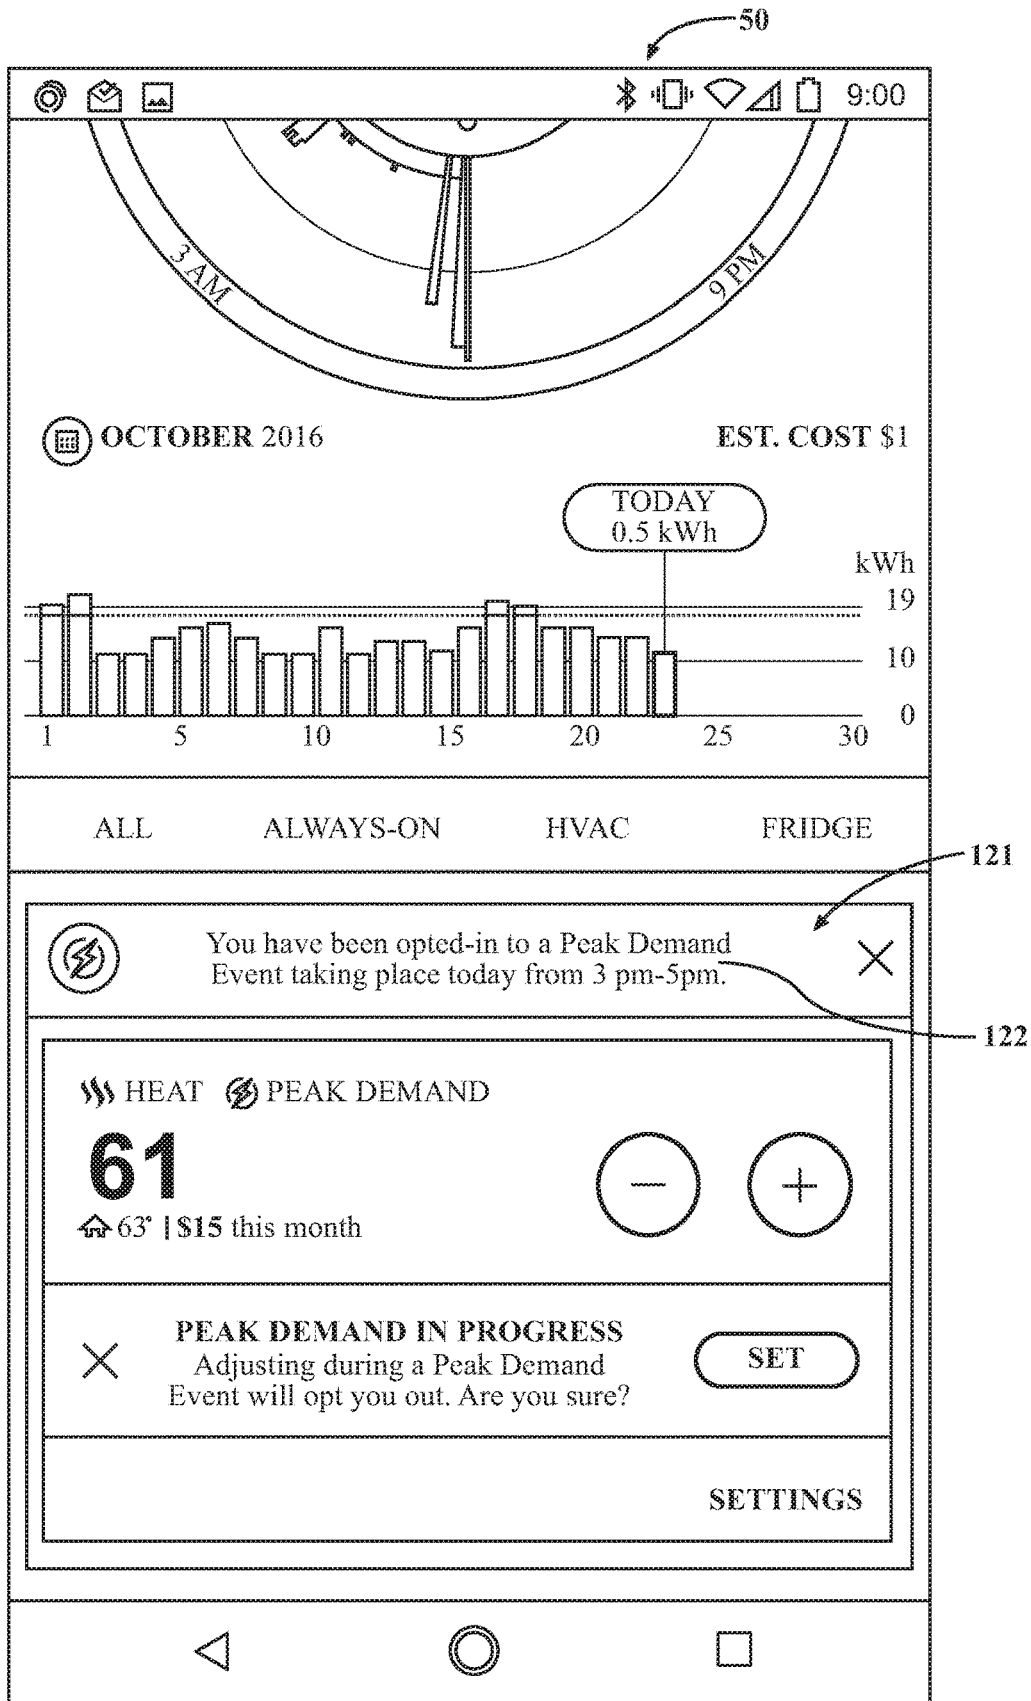 50
9:00
3 AM
9 PM
OCTOBER 2016
EST. COST $1
TODAY
0.5 kWh
kWh
19
10
0
1 5 10 15 20 25 30
ALL ALWAYS-ON HVAC FRIDGE
121
You have been opted-in to a Peak Demand
Event taking place today from 3 pm-5pm.
122
HEAT PEAK DEMAND
61
63° | $15 this month
PEAK DEMAND IN PROGRESS
Adjusting during a Peak Demand
Event will opt you out. Are you sure?
SET
SETTINGS